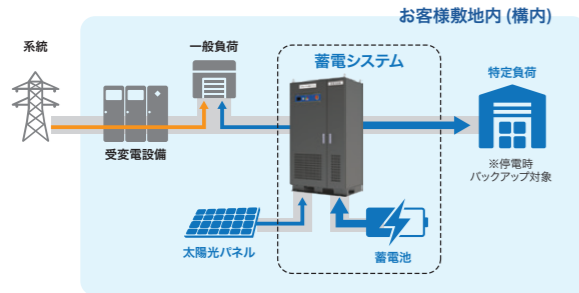 お客様敷地内 (構内)
系統
一般負荷
蓄電システム
特定負荷
受変電設備
※停電時
バックアップ対象
太陽光パネル
蓄電池